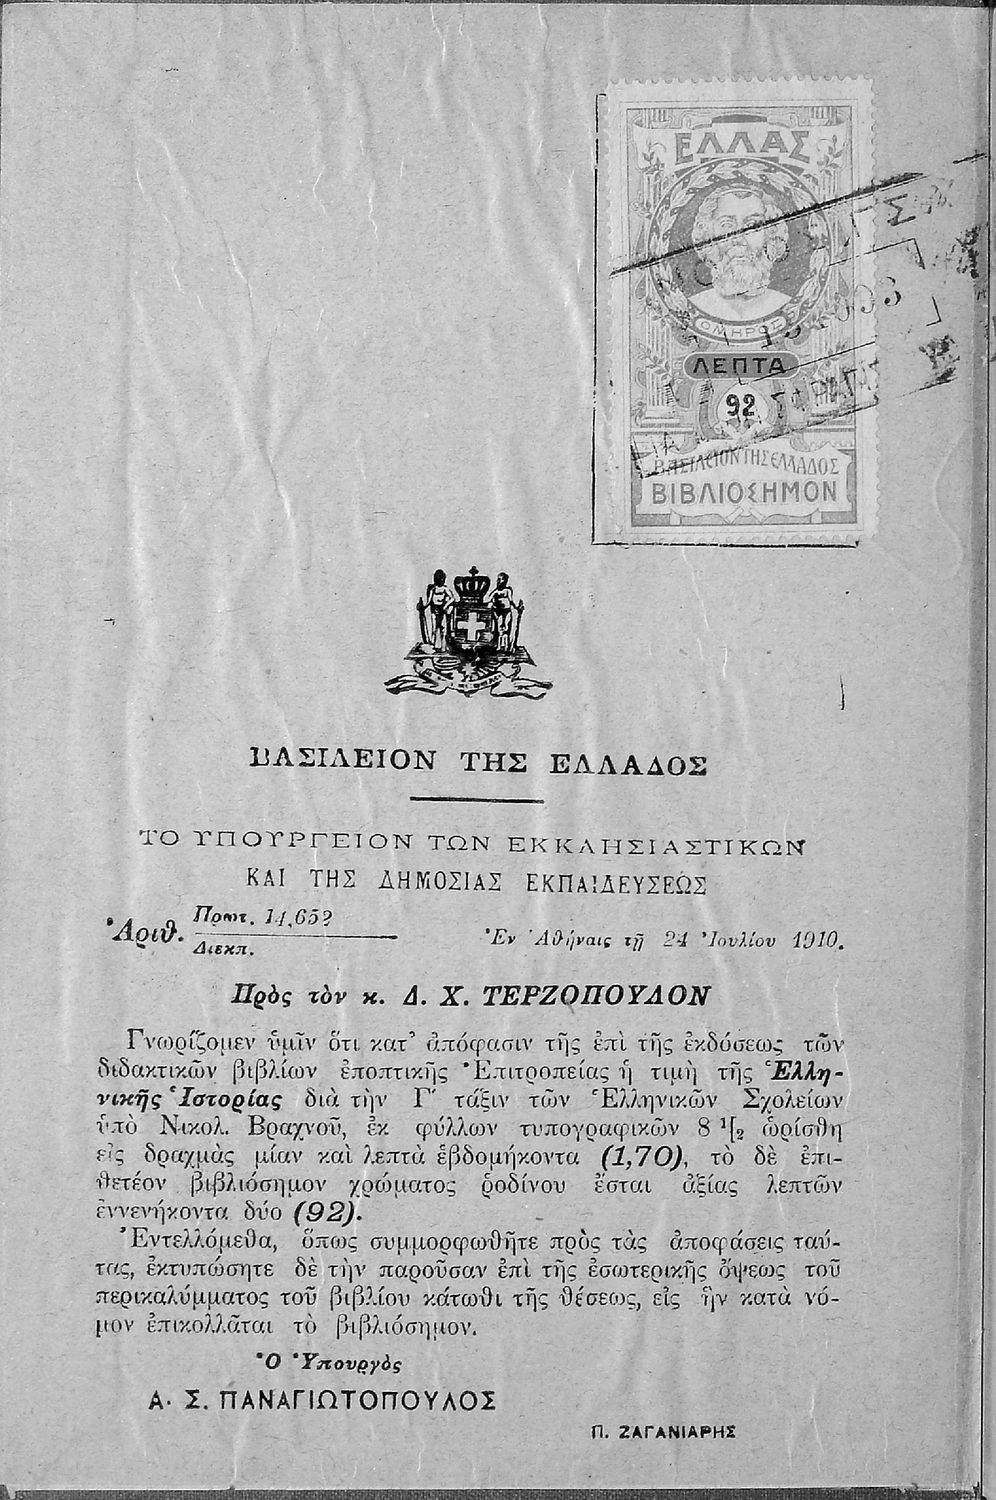 ΕΛΛΑΣ
ΟΜΗΡΟΣ
ΛΕΠΤΑ
92
ΒΑΣΙΛΕΙΟΝ ΤΗΣ ΕΛΛΑΔΟΣ
ΒΙΒΛΙΟΣΗΜΟΝ
ΒΑΣΙΛΕΙΟΝ ΤΗΣ ΕΛΛΑΔΟΣ
ΤΟ ΥΠΟΥΡΓΕΙΟΝ ΤΩΝ ΕΚΚΛΗΣΙΑΣΤΙΚΩΝ
ΚΑΙ ΤΗΣ ΔΗΜΟΣΙΑΣ ΕΚΠΑΙΔΕΥΣΕΩΣ
Ἀριθ. Πρωτ. 14,652
Διεκπ.
Ἐν Ἀθήναις τῇ 24 Ἰουλίου 1910.
Πρὸς τὸν κ. Δ. Χ. ΤΕΡΖΟΠΟΥΛΟΝ
Γνωρίζομεν ὑμῖν ὅτι κατ' ἀπόφασιν τῆς ἐπὶ τῆς ἐκδόσεως τῶν
διδακτικῶν βιβλίων ἐποπτικῆς Ἐπιτροπείας ἡ τιμὴ τῆς Ἑλλη-
νικῆς Ἱστορίας διὰ τὴν Γ′ τάξιν τῶν Ἑλληνικῶν Σχολείων
ὑπὸ Νικολ. Βραχνοῦ, ἐκ φύλλων τυπογραφικῶν 8 1/2 ὡρίσθη
εἰς δραχμὰς μίαν καὶ λεπτὰ ἑβδομήκοντα (1,70), τὸ δὲ ἐπι-
θετέον βιβλιόσημον χρώματος ῥοδίνου ἔσται ἀξίας λεπτῶν
ἐννενήκοντα δύο (92).
Ἐντελλόμεθα, ὅπως συμμορφωθῆτε πρὸς τὰς ἀποφάσεις ταύ-
τας, ἐκτυπώσητε δὲ τὴν παροῦσαν ἐπὶ τῆς ἐσωτερικῆς ὄψεως τοῦ
περικαλύμματος τοῦ βιβλίου κάτωθι τῆς θέσεως, εἰς ἣν κατὰ νό-
μον ἐπικολλᾶται τὸ βιβλιόσημον.
Ὁ Ὑπουργὸς
Α. Σ. ΠΑΝΑΓΙΩΤΟΠΟΥΛΟΣ
Π. ΖΑΓΑΝΙΑΡΗΣ